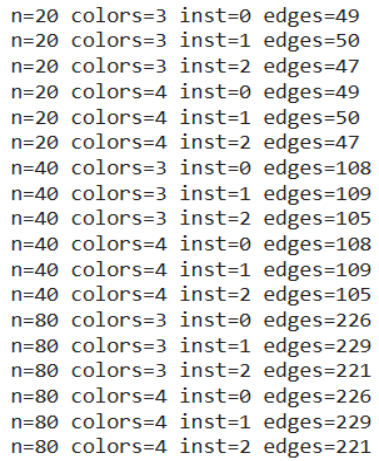 n=20 colors=3 inst=0 edges=49
n=20 colors=3 inst=1 edges=50
n=20 colors=3 inst=2 edges=47
n=20 colors=4 inst=0 edges=49
n=20 colors=4 inst=1 edges=50
n=20 colors=4 inst=2 edges=47
n=40 colors=3 inst=0 edges=108
n=40 colors=3 inst=1 edges=109
n=40 colors=3 inst=2 edges=105
n=40 colors=4 inst=0 edges=108
n=40 colors=4 inst=1 edges=109
n=40 colors=4 inst=2 edges=105
n=80 colors=3 inst=0 edges=226
n=80 colors=3 inst=1 edges=229
n=80 colors=3 inst=2 edges=221
n=80 colors=4 inst=0 edges=226
n=80 colors=4 inst=1 edges=229
n=80 colors=4 inst=2 edges=221